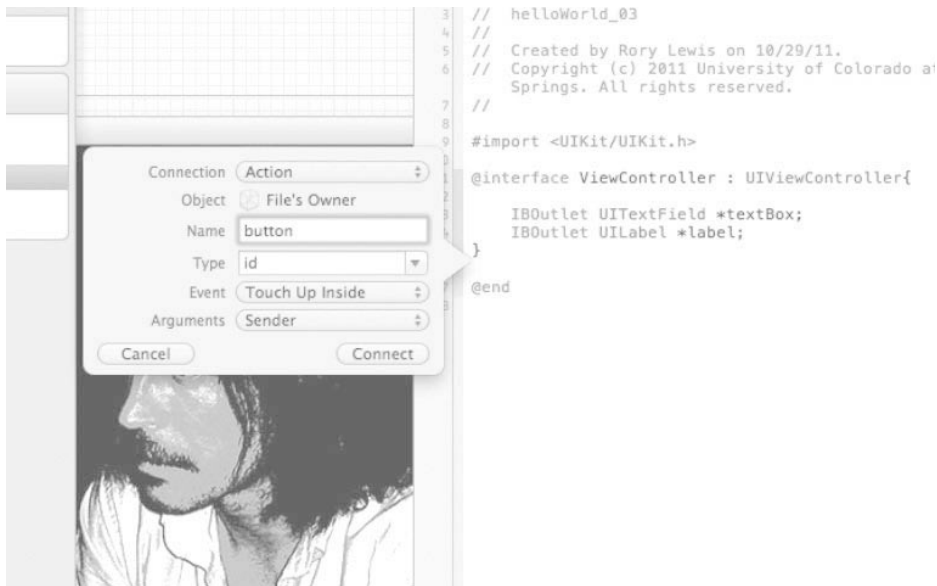 3 // helloWorld_03
4 //
5 // Created by Rory Lewis on 10/29/11.
6 // Copyright (c) 2011 University of Colorado at
Springs. All rights reserved.
7 //
8
9 #import <UIKit/UIKit.h>
@interface ViewController : UIViewController{
IBOutlet UITextField *textBox;
IBOutlet UILabel *label;
}
@end
8
Connection Action
Object File's Owner
Name button
Type id
Event Touch Up Inside
Arguments Sender
Cancel Connect